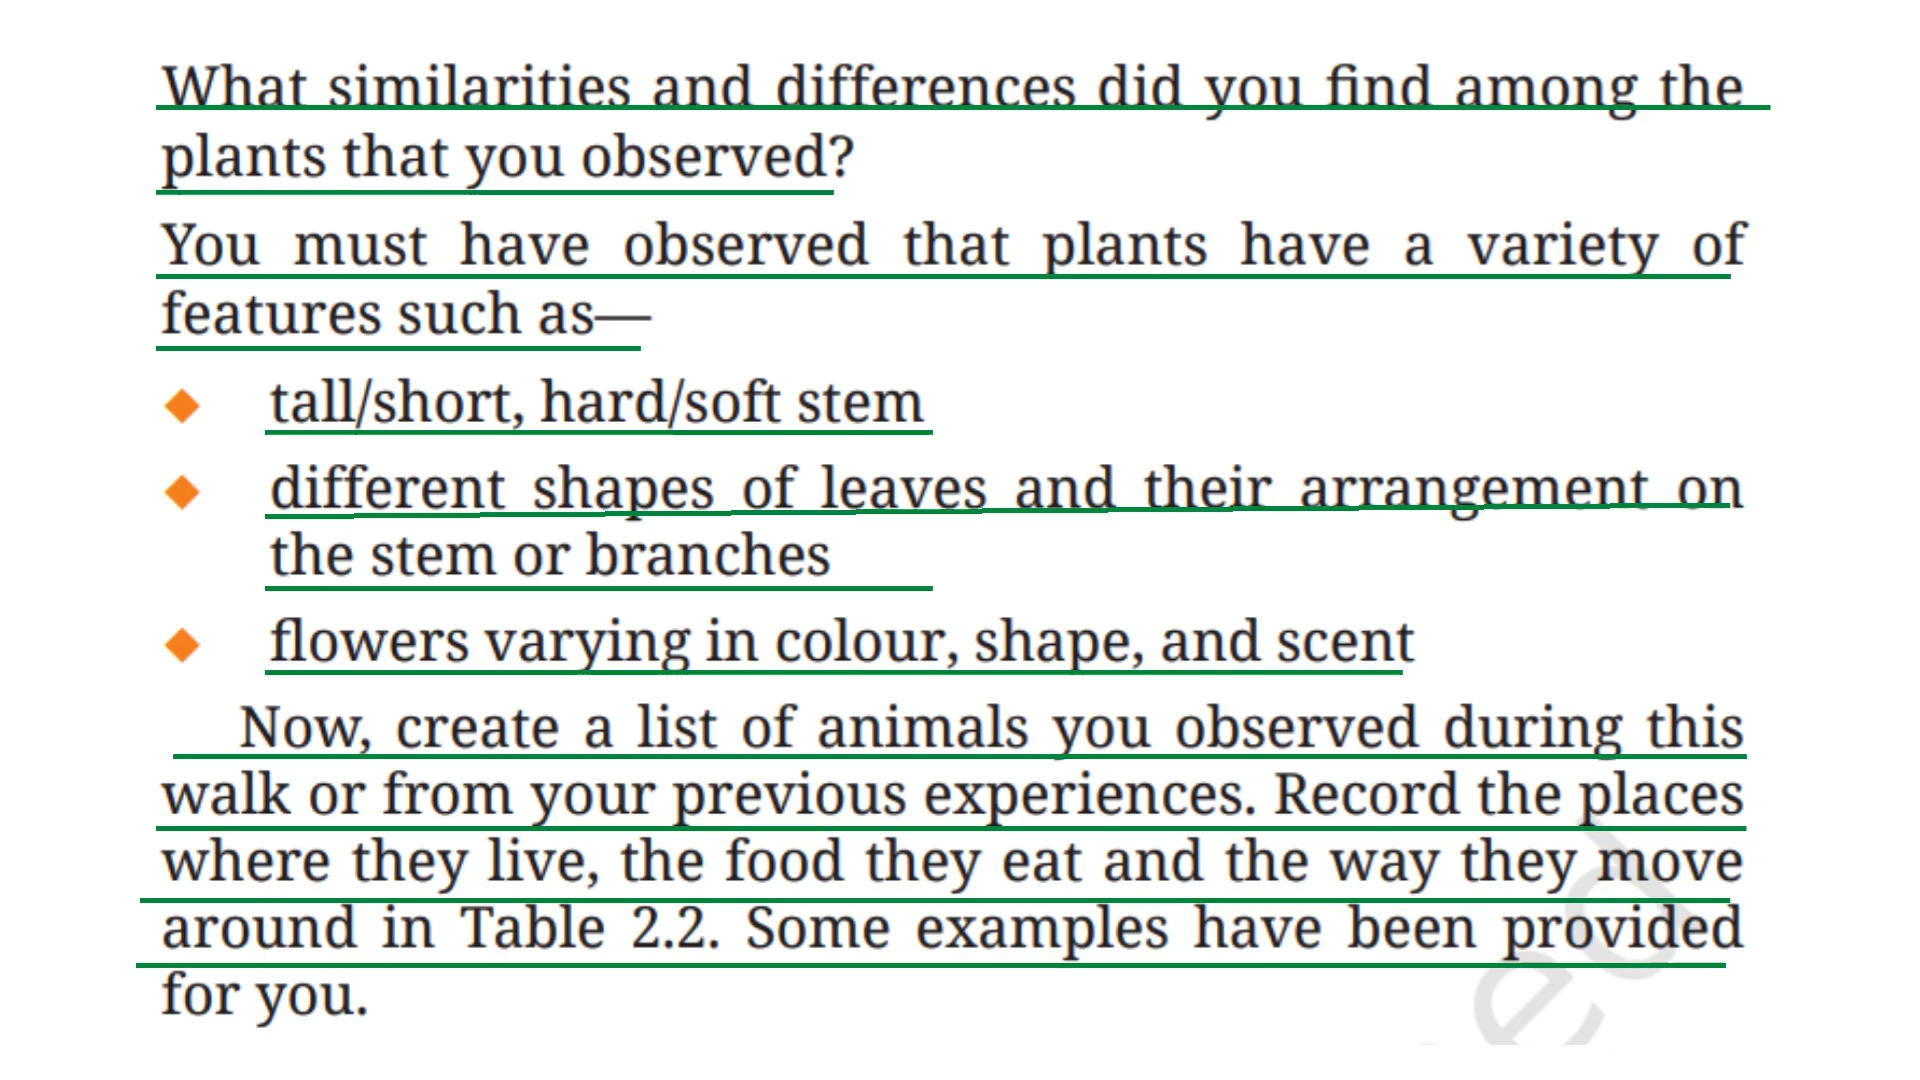 What similarities and differences did you find among the
plants that you observed?
You must have observed that plants have a variety of
features such as—
◆ tall/short, hard/soft stem
◆ different shapes of leaves and their arrangement on
the stem or branches
◆ flowers varying in colour, shape, and scent
Now, create a list of animals you observed during this
walk or from your previous experiences. Record the places
where they live, the food they eat and the way they move
around in Table 2.2. Some examples have been provided
for you.